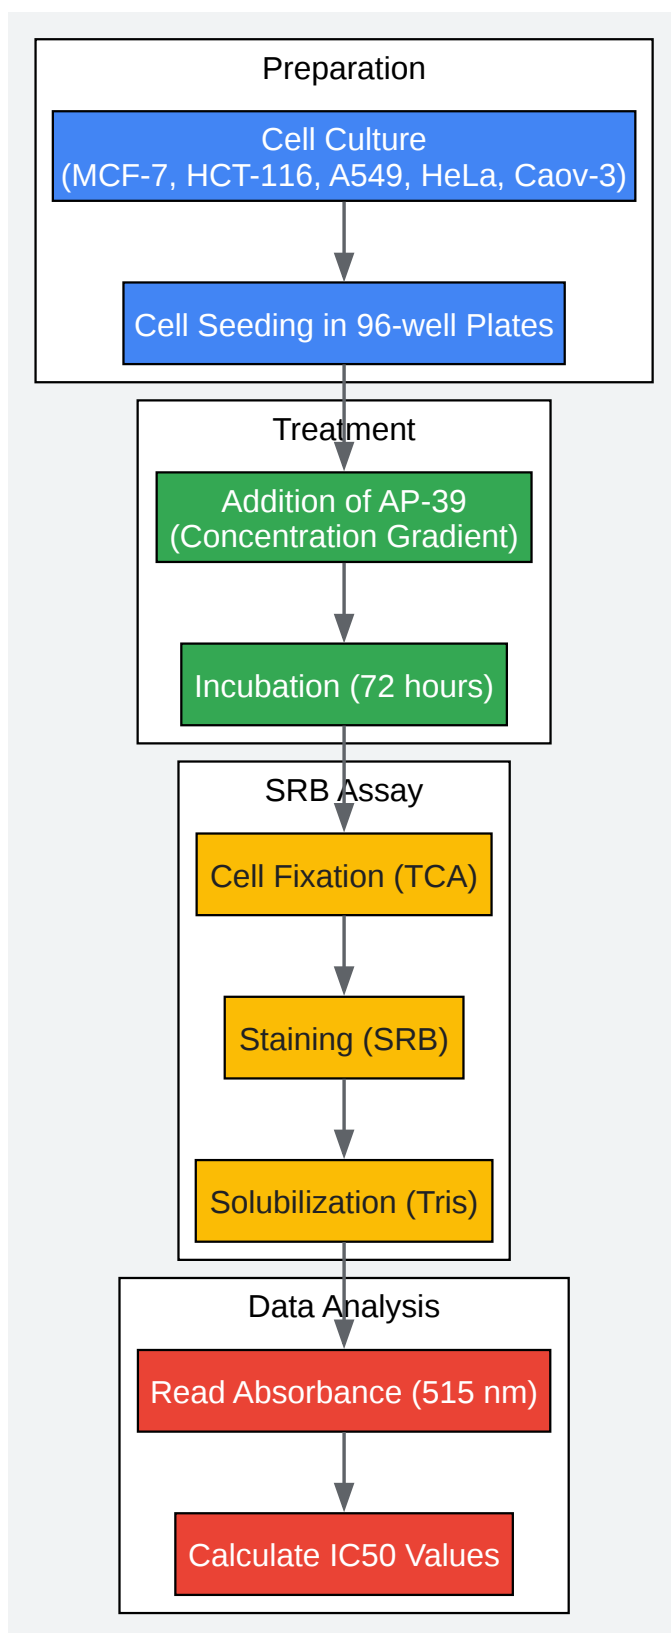 Preparation
Cell Culture
(MCF-7, HCT-116, A549, HeLa, Caov-3)
Cell Seeding in 96-well Plates
Treatment
Addition of AP-39
(Concentration Gradient)
Incubation (72 hours)
SRB Assay
Cell Fixation (TCA)
Staining (SRB)
Solubilization (Tris)
Data Analysis
Read Absorbance (515 nm)
Calculate IC50 Values